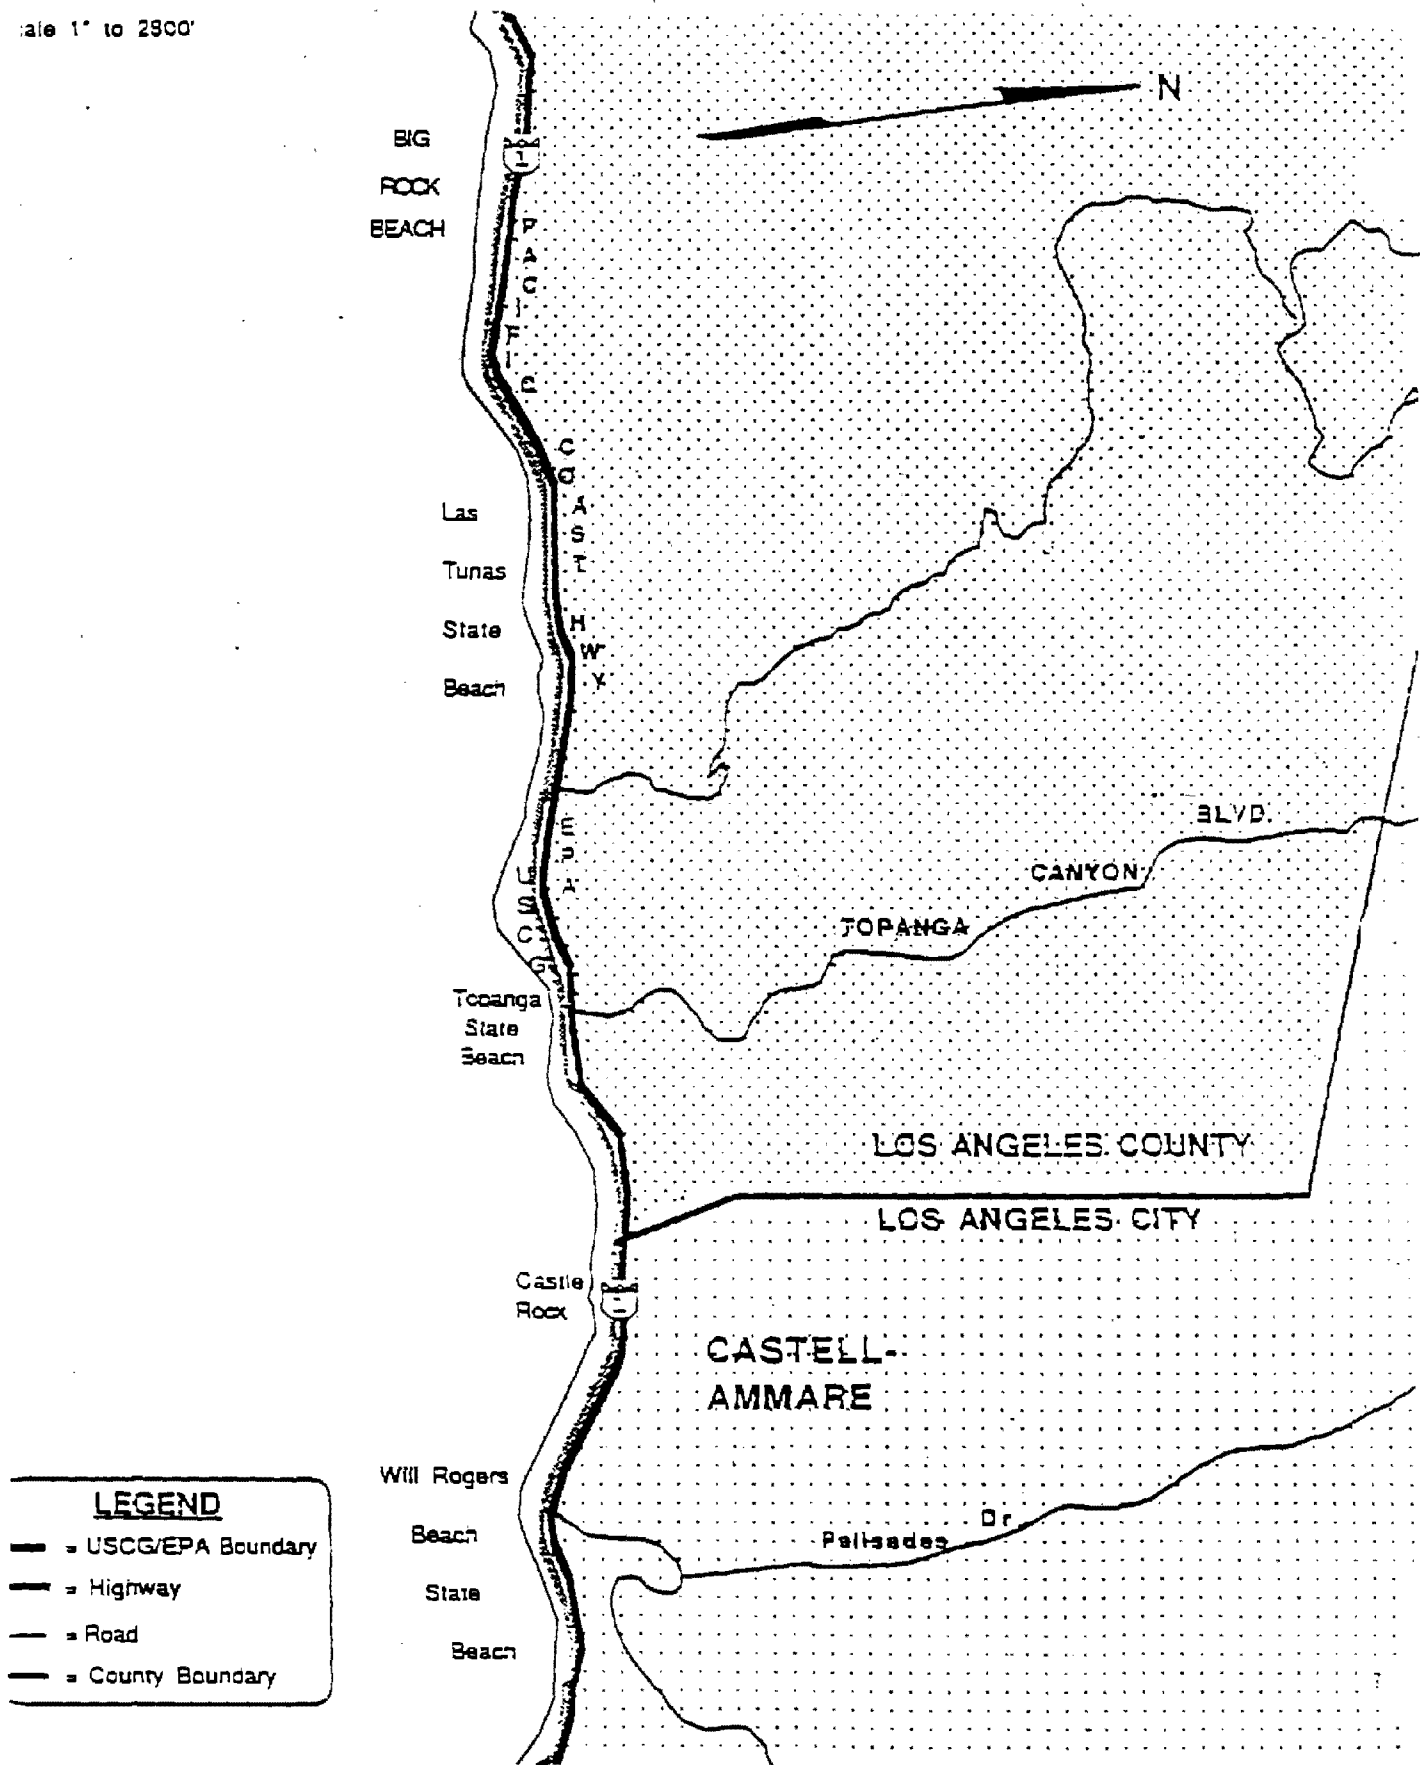 ale 1" to 2800'
N
BIG
ROCK
BEACH
1
PACIFIC
COAST
HWY
Las
Tunas
State
Beach
EPA
USCG
BLVD.
CANYON
TOPANGA
Topanga
State
Beach
LOS ANGELES COUNTY
LOS ANGELES CITY
Castle
Rock
1
CASTELL-
AMMARE
Will Rogers
Beach
State
Beach
Dr.
Palisades
LEGEND
= USCG/EPA Boundary
= Highway
= Road
= County Boundary